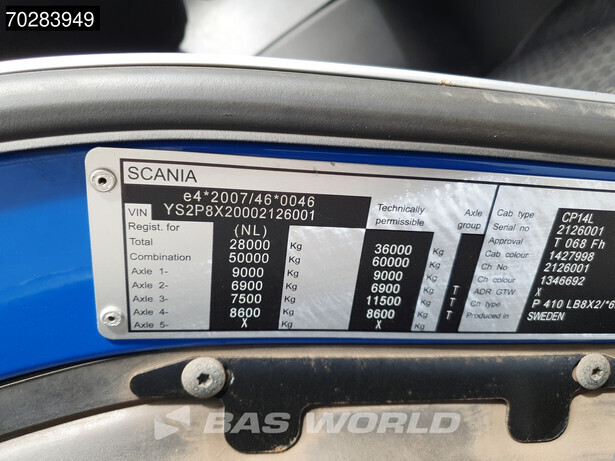 70283949
SCANIA
e4*2007/46*0046
VIN YS2P8X20002126001
Regist. for (NL) Technically permissible Axle group
Total 28000 Kg 36000 Kg
Combination 50000 Kg 60000 Kg
Axle 1- 9000 Kg 9000 Kg
Axle 2- 6900 Kg 6900 Kg T
Axle 3- 7500 Kg 11500 Kg T
Axle 4- 8600 Kg 8600 Kg T
Axle 5- X X
Cab type CP14L
Serial No 2126001
Approval T 068 Fh
Cab colour 1427998
Ch No 2126001
Ch colour 1346692
ADR GTW X
Ch type P 410 LB8X2/*6
Produced in SWEDEN
BAS WORLD